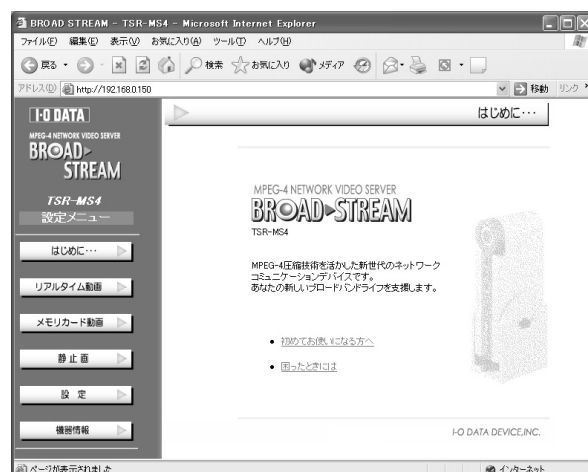 BROAD STREAM - TSR-MS4 - Microsoft Internet Explorer
ファイル(F) 編集(E) 表示(V) お気に入り(A) ツール(T) ヘルプ(H)
戻る 検索 お気に入り メディア
アドレス(D) http://192.168.0.150 移動 リンク
I-O DATA
MPEG-4 NETWORK VIDEO SERVER
BROAD STREAM
TSR-MS4
設定メニュー
はじめに…
リアルタイム動画
メモリカード動画
静止画
設定
機器情報
はじめに…
MPEG-4 NETWORK VIDEO SERVER
BROAD STREAM
TSR-MS4
MPEG-4圧縮技術を活かした新世代のネットワーク
コミュニケーションデバイスです。
あなたの新しいブロードバンドライフを支援します。
初めてお使いになる方へ
困ったときには
I-O DATA DEVICE,INC.
ページが表示されました インターネット